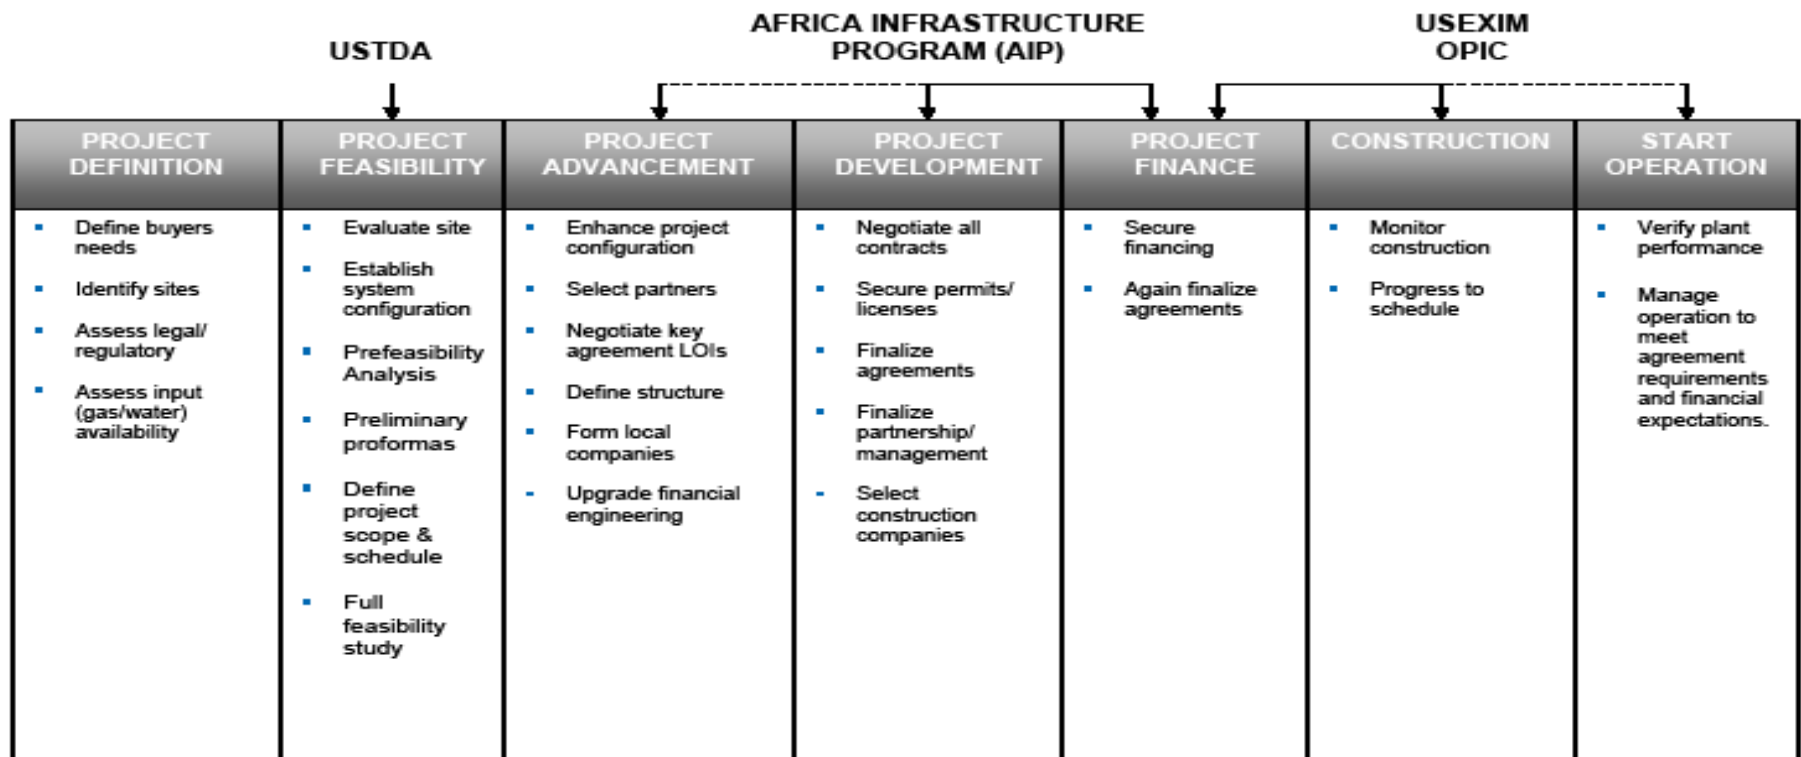 USTDA
AFRICA INFRASTRUCTURE
PROGRAM (AIP)
USEXIM
OPIC
PROJECT
DEFINITION
Define buyers
needs
Identify sites
Assess legal/
regulatory
Assess input
(gas/water)
availability
PROJECT
FEASIBILITY
Evaluate site
Establish
system
configuration
Prefeasibility
Analysis
Preliminary
proformas
Define
project
scope &
schedule
Full
feasibility
study
PROJECT
ADVANCEMENT
Enhance project
configuration
Select partners
Negotiate key
agreement LOIs
Define structure
Form local
companies
Upgrade financial
engineering
PROJECT
DEVELOPMENT
Negotiate all
contracts
Secure permits/
licenses
Finalize
agreements
Finalize
partnership/
management
Select
construction
companies
PROJECT
FINANCE
Secure
financing
Again finalize
agreements
CONSTRUCTION
Monitor
construction
Progress to
schedule
START
OPERATION
Verify plant
performance
Manage
operation to
meet
agreement
requirements
and financial
expectations.